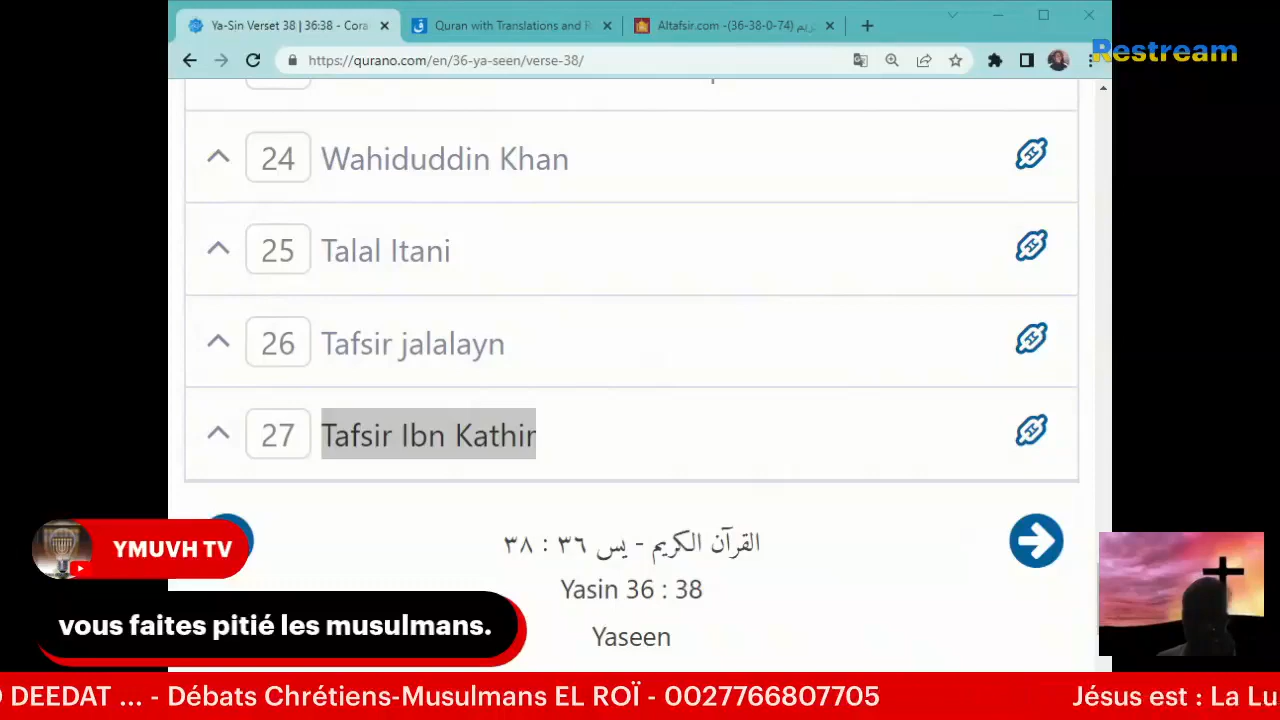 Ya-Sin Verset 38 | 36:38 - Cora
Quran with Translations and R
Altafsir.com -(36-38-0-74) يم
Restream
https://qurano.com/en/36-ya-seen/verse-38/
24 Wahiduddin Khan
25 Talal Itani
26 Tafsir jalalayn
27 Tafsir Ibn Kathir
القرآن الكريم - يس ٣٦ : ٣٨
Yasin 36 : 38
Yaseen
YMUVH TV
vous faites pitié les musulmans.
DEEDAT ... - Débats Chrétiens-Musulmans EL ROÏ - 0027766807705
Jésus est : La Lu